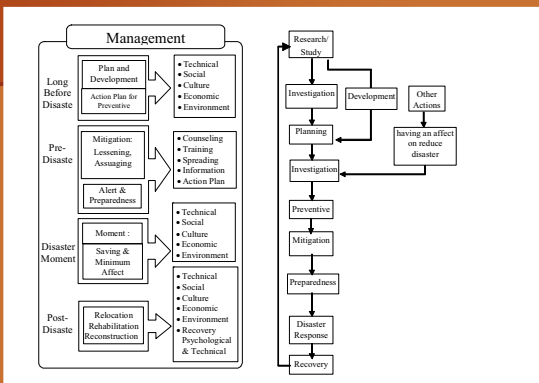 Management
Long
Before
Disaste
Plan and
Development
Action Plan for
Preventive
• Technical
• Social
• Culture
• Economic
• Environment
Pre-
Disaste
Mitigation:
Lessening,
Assuaging
Alert &
Preparedness
• Counseling
• Training
• Spreading
• Information
• Action Plan
Disaster
Moment
Moment :
Saving &
Minimum
Affect
• Technical
• Social
• Culture
• Economic
• Environment
Post-
Disaste
Relocation
Rehabilitation
Reconstruction
• Technical
• Social
• Culture
• Economic
• Environment
• Recovery
Psychological
& Technical
Research/
Study
Investigation
Development
Other
Actions
Planning
having an affect
on reduce
disaster
Investigation
Preventive
Mitigation
Preparedness
Disaster
Response
Recovery